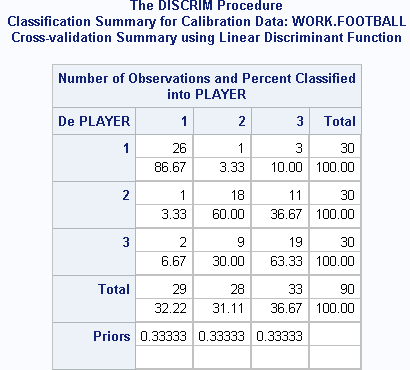 The DISCRIM Procedure
Classification Summary for Calibration Data: WORK.FOOTBALL
Cross-validation Summary using Linear Discriminant Function
Number of Observations and Percent Classified
into PLAYER
De PLAYER 1 2 3 Total
1 26 1 3 30
86.67 3.33 10.00 100.00
2 1 18 11 30
3.33 60.00 36.67 100.00
3 2 9 19 30
6.67 30.00 63.33 100.00
Total 29 28 33 90
32.22 31.11 36.67 100.00
Priors 0.33333 0.33333 0.33333